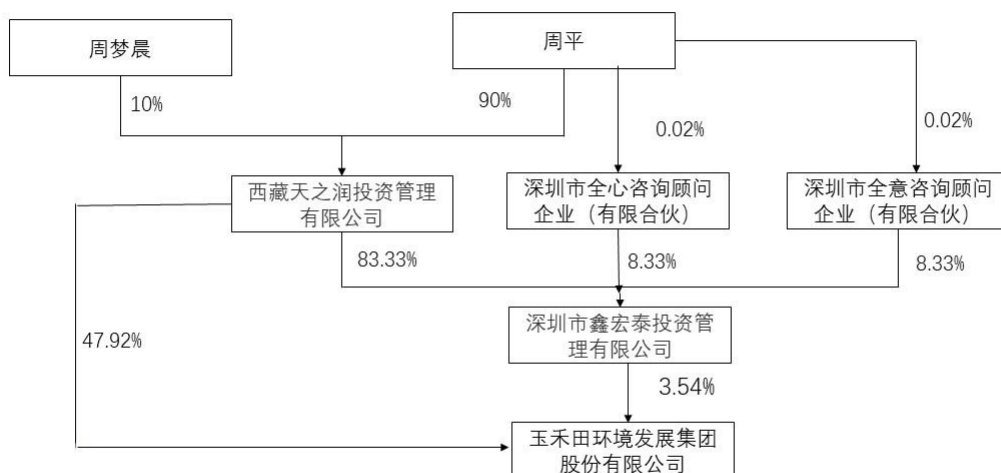 周梦晨
周平
10%
90%
0.02%
0.02%
西藏天之润投资管理
有限公司
深圳市全心咨询顾问
企业（有限合伙）
深圳市全意咨询顾问
企业（有限合伙）
83.33%
8.33%
8.33%
47.92%
深圳市鑫宏泰投资管
理有限公司
3.54%
玉禾田环境发展集团
股份有限公司